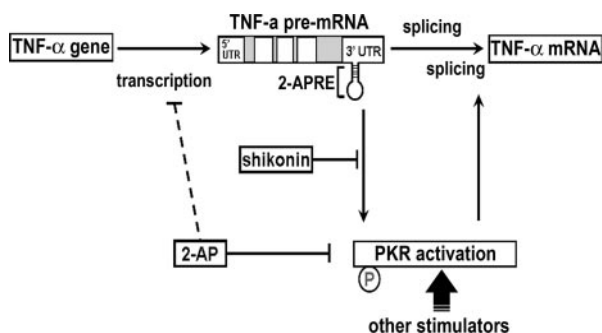 TNF-a pre-mRNA
TNF-α gene
5' UTR
3' UTR
splicing
TNF-α mRNA
transcription
2-APRE
splicing
shikonin
2-AP
PKR activation
P
other stimulators